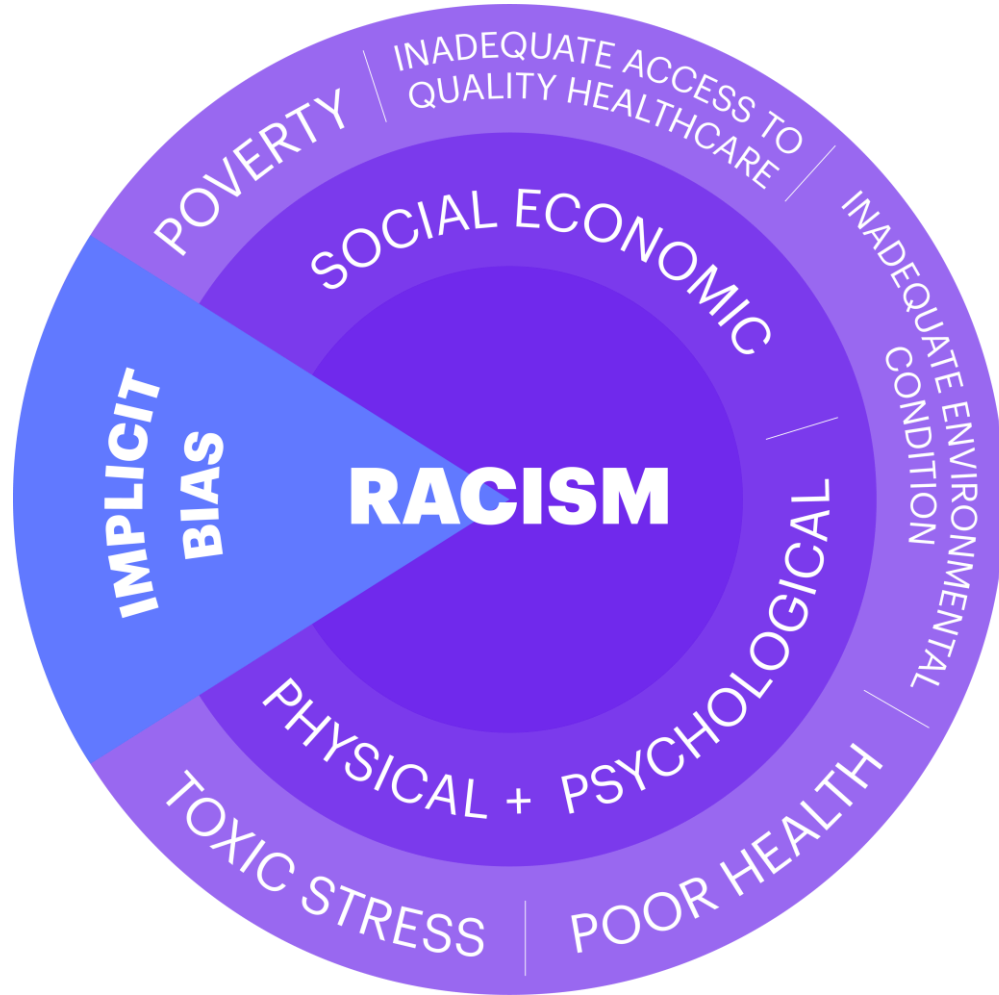 POVERTY
INADEQUATE ACCESS TO
QUALITY HEALTHCARE
INADEQUATE ENVIRONMENTAL
CONDITION
SOCIAL ECONOMIC
IMPLICIT
BIAS
RACISM
PHYSICAL + PSYCHOLOGICAL
TOXIC STRESS
POOR HEALTH